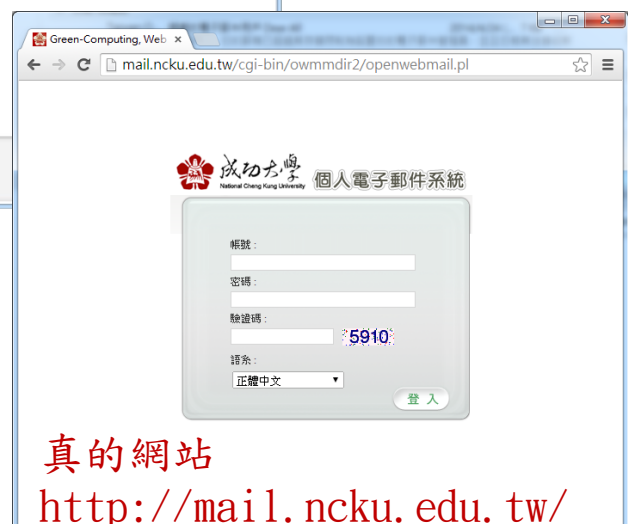 Green-Computing, Web
mail.ncku.edu.tw/cgi-bin/owmmdir2/openwebmail.pl
成功大學
National Cheng Kung University
個人電子郵件系統
帳號 :
密碼 :
驗證碼 :
5910
語系 :
正體中文
登 入
真的網站
http://mail.ncku.edu.tw/